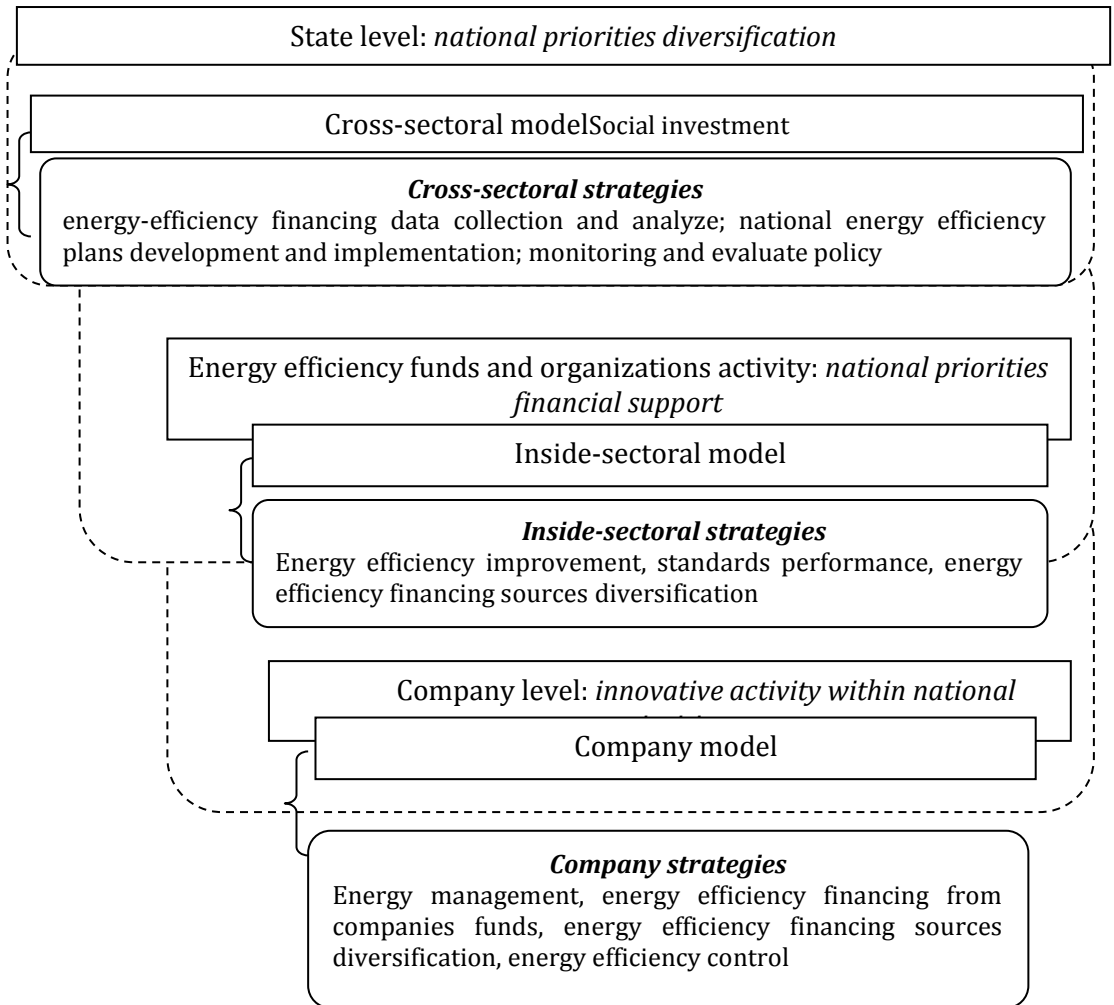 State level: national priorities diversification
Cross-sectoral modelSocial investment
Cross-sectoral strategies
energy-efficiency financing data collection and analyze; national energy efficiency
plans development and implementation; monitoring and evaluate policy
Energy efficiency funds and organizations activity: national priorities
financial support
Inside-sectoral model
Inside-sectoral strategies
Energy efficiency improvement, standards performance, energy
efficiency financing sources diversification
Company level: innovative activity within national
Company model
Company strategies
Energy management, energy efficiency financing from
companies funds, energy efficiency financing sources
diversification, energy efficiency control